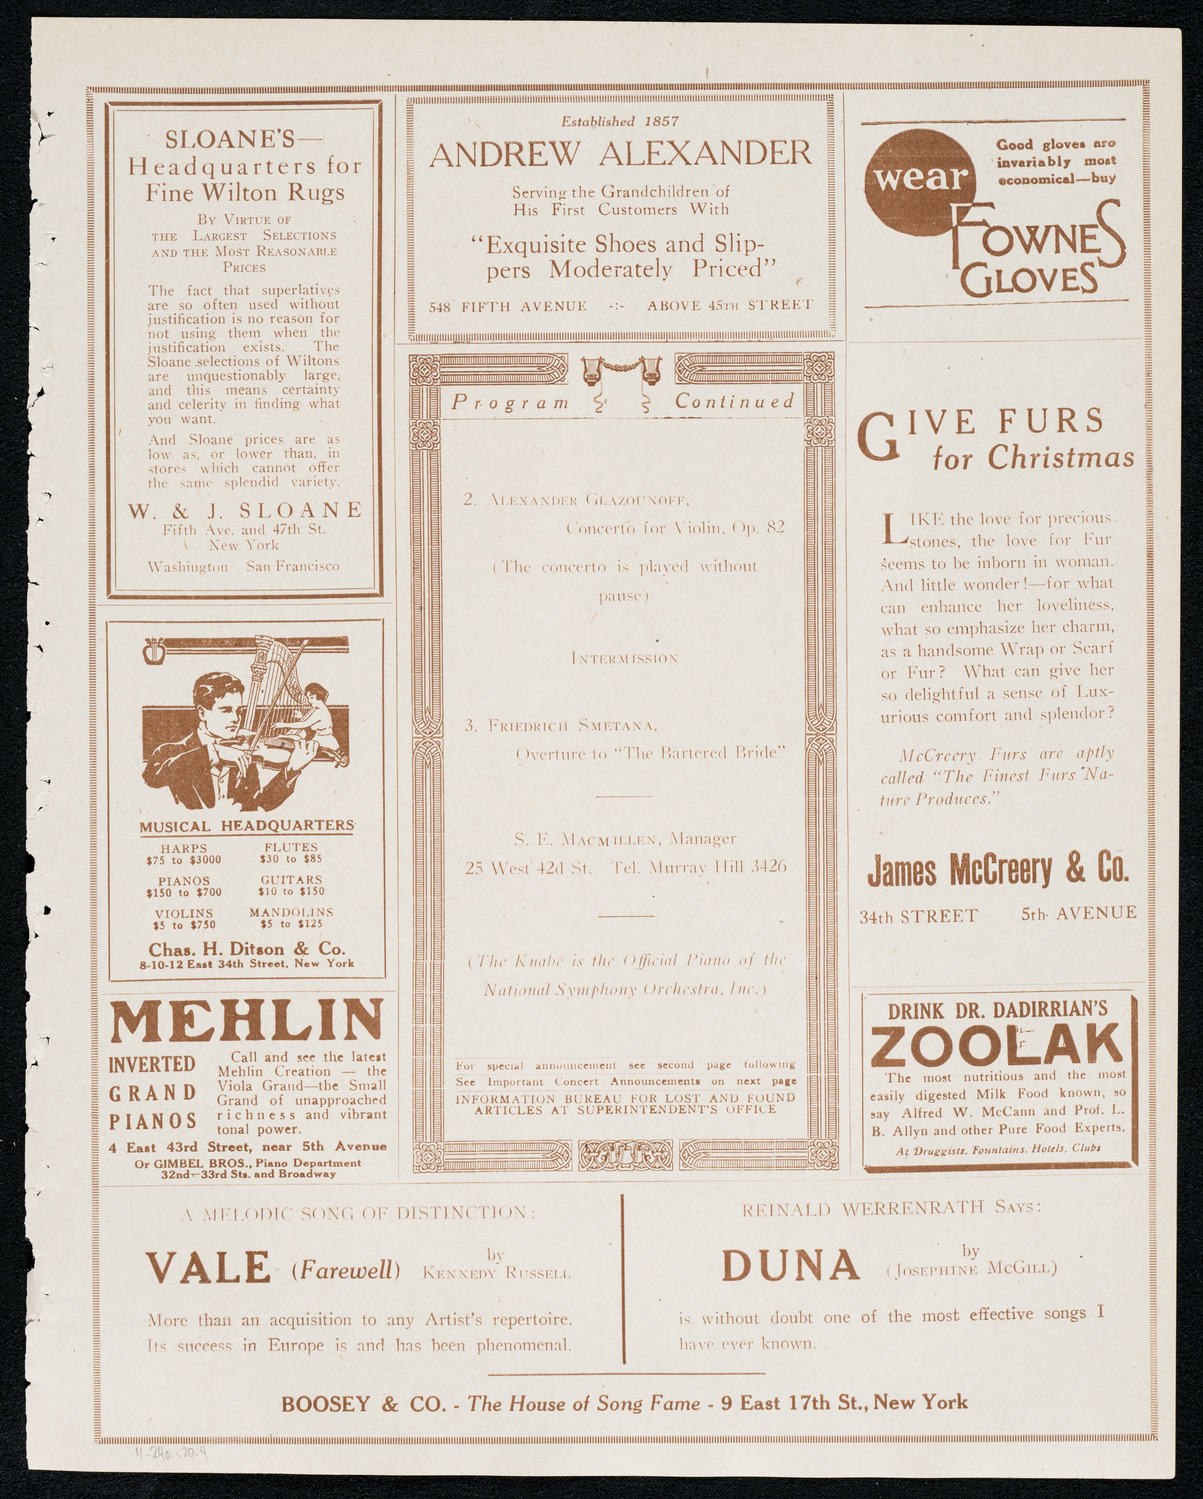 SLOANE'S—
Headquarters for
Fine Wilton Rugs
BY VIRTUE OF
THE LARGEST SELECTIONS
AND THE MOST REASONABLE
PRICES
The fact that superlatives
are so often used without
justification is no reason for
not using them when the
justification exists. The
Sloane selections of Wiltons
are unquestionably large,
and this means certainty
and celerity in finding what
you want.
And Sloane prices are as
low as, or lower than, in
stores which cannot offer
the same splendid variety.
W. & J. SLOANE
Fifth Ave. and 47th St.
New York
Washington San Francisco
MUSICAL HEADQUARTERS
HARPS FLUTES
$75 to $3000 $30 to $85
PIANOS GUITARS
$150 to $700 $10 to $150
VIOLINS MANDOLINS
$5 to $750 $5 to $125
Chas. H. Ditson & Co.
8-10-12 East 34th Street, New York
MEHLIN
INVERTED
GRAND
PIANOS
Call and see the latest
Mehlin Creation — the
Viola Grand—the Small
Grand of unapproached
richness and vibrant
tonal power.
4 East 43rd Street, near 5th Avenue
Or GIMBEL BROS., Piano Department
32nd—33rd Sts. and Broadway
Established 1857
ANDREW ALEXANDER
Serving the Grandchildren of
His First Customers With
"Exquisite Shoes and Slip-
pers Moderately Priced"
548 FIFTH AVENUE -:- ABOVE 45TH STREET
Program Continued
2. ALEXANDER GLAZOUNOFF,
Concerto for Violin, Op. 82
(The concerto is played without
pause)
INTERMISSION
3. FRIEDRICH SMETANA,
Overture to "The Bartered Bride"
S. E. MACMILLEN, Manager
25 West 42d St. Tel. Murray Hill 3426
(The Knabe is the Official Piano of the
National Symphony Orchestra, Inc.)
For special announcement see second page following
See Important Concert Announcements on next page
INFORMATION BUREAU FOR LOST AND FOUND
ARTICLES AT SUPERINTENDENT'S OFFICE
wear
Good gloves are
invariably most
economical—buy
FOWNES
GLOVES
GIVE FURS
for Christmas
LIKE the love for precious
stones, the love for Fur
seems to be inborn in woman.
And little wonder!—for what
can enhance her loveliness,
what so emphasize her charm,
as a handsome Wrap or Scarf
or Fur? What can give her
so delightful a sense of Lux-
urious comfort and splendor?
McCreery Furs are aptly
called "The Finest Furs Na-
ture Produces."
James McCreery & Co.
34th STREET 5th AVENUE
DRINK DR. DADIRRIAN'S
ZOOLAK
The most nutritious and the most
easily digested Milk Food known, so
say Alfred W. McCann and Prof. L.
B. Allyn and other Pure Food Experts.
At Druggists, Fountains, Hotels, Clubs
A MELODIC SONG OF DISTINCTION:
VALE (Farewell) by KENNEDY RUSSELL
More than an acquisition to any Artist's repertoire.
Its success in Europe is and has been phenomenal.
REINALD WERRENRATH SAYS:
DUNA by (JOSEPHINE MCGILL)
is without doubt one of the most effective songs I
have ever known.
BOOSEY & CO. - The House of Song Fame - 9 East 17th St., New York